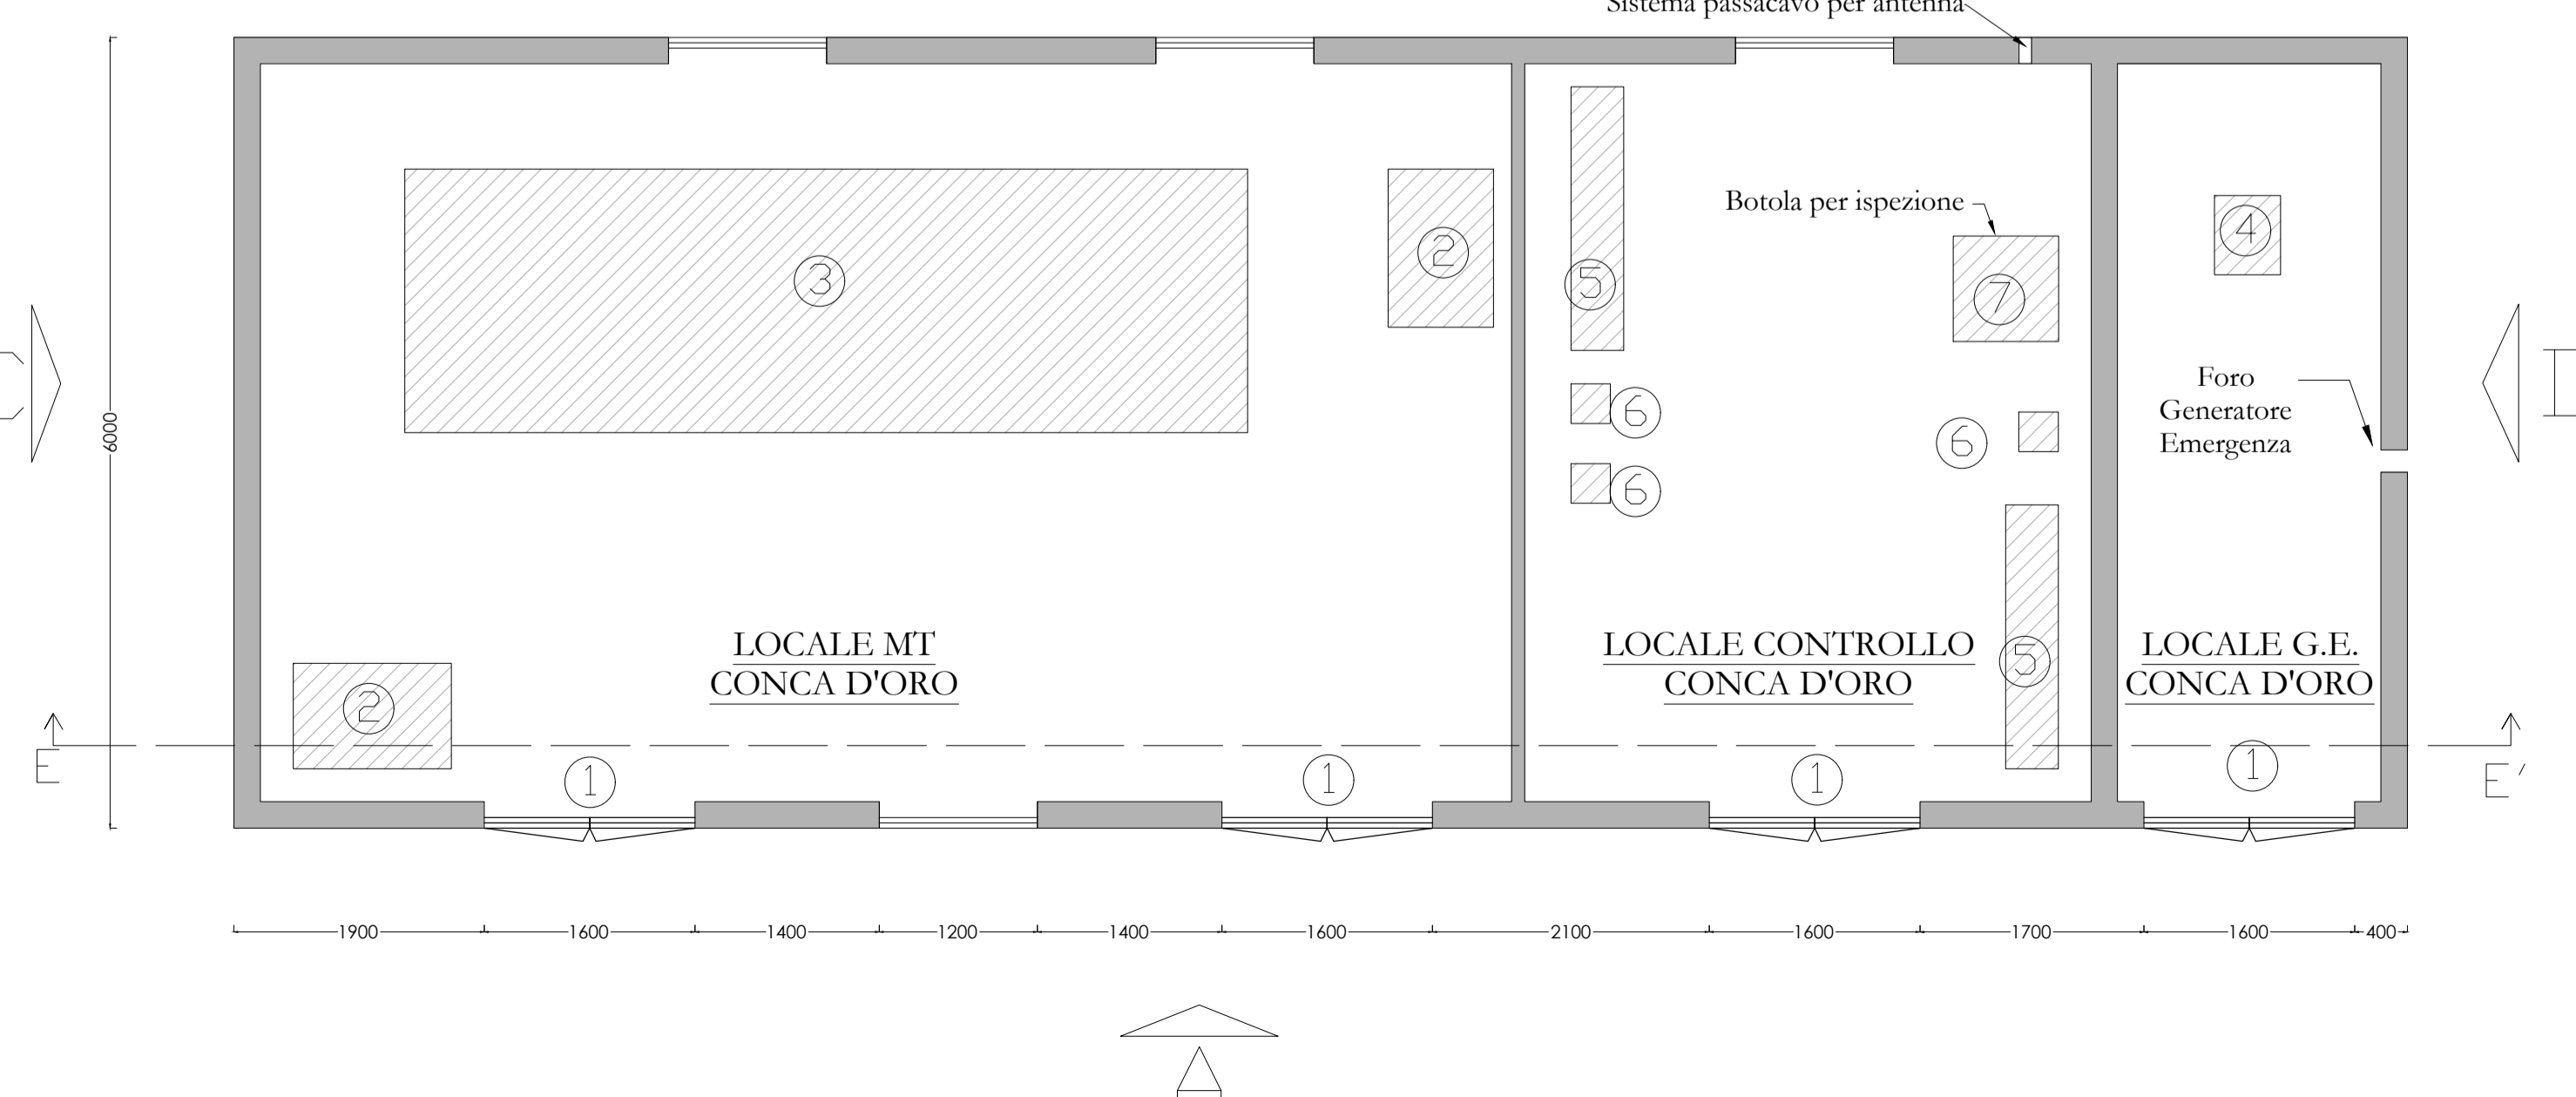 Sistema passacavo per antenna
Botola per ispezione
3
2
5
7
4
6
6
6
Foro
Generatore
Emergenza
6000
LOCALE MT
CONCA D'ORO
LOCALE CONTROLLO
CONCA D'ORO
5
LOCALE G.E.
CONCA D'ORO
2
E
E'
1
1
1
1
1900 1600 1400 1200 1400 1600 2100 1600 1700 1600 400